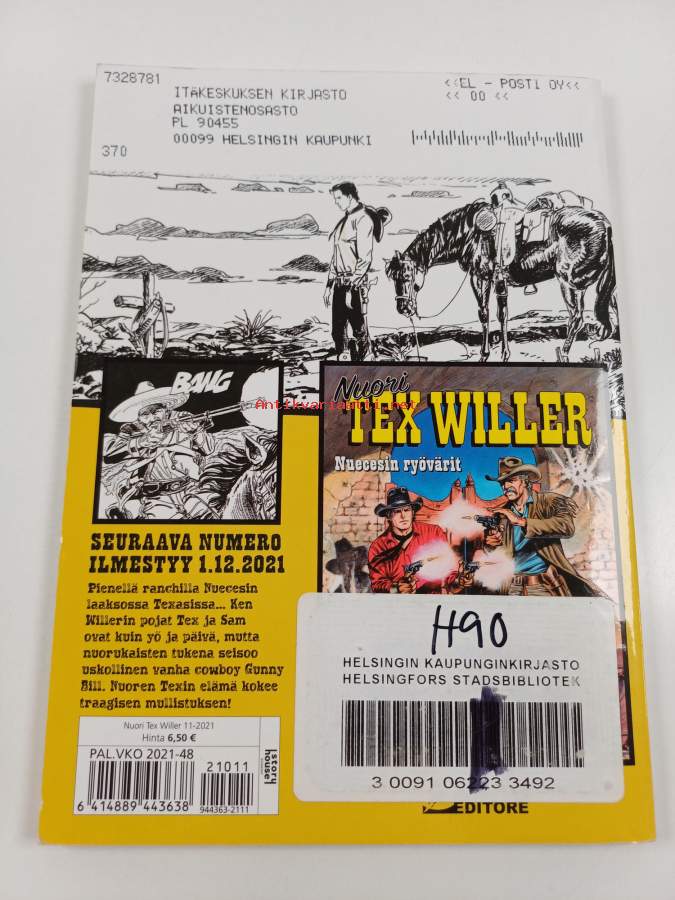 7328781
<<EL - POSTI OY<<
<< 00 <<
ITÄKESKUKSEN KIRJASTO
AIKUISTENOSASTO
PL 90455
00099 HELSINGIN KAUPUNKI
370
BANG
Antikvariaatti.net
Nuori
TEX WILLER
Nuecesin ryövärit
SEURAAVA NUMERO
ILMESTYY 1.12.2021
Pienellä ranchilla Nuecesin
laaksossa Texasissa... Ken
Willerin pojat Tex ja Sam
ovat kuin yö ja päivä, mutta
nuorukaisten tukena seisoo
uskollinen vanha cowboy Gunny
Bill. Nuoren Texin elämä kokee
traagisen mullistuksen!
H90
HELSINGIN KAUPUNGINKIRJASTO
HELSINGFORS STADSBIBLIOTEK
3 0091 06223 3492
EDITORE
Nuori Tex Willer 11-2021
Hinta 6,50 €
PAL.VKO 2021-48
21011
6 414889 443638
944363-2111
story
house